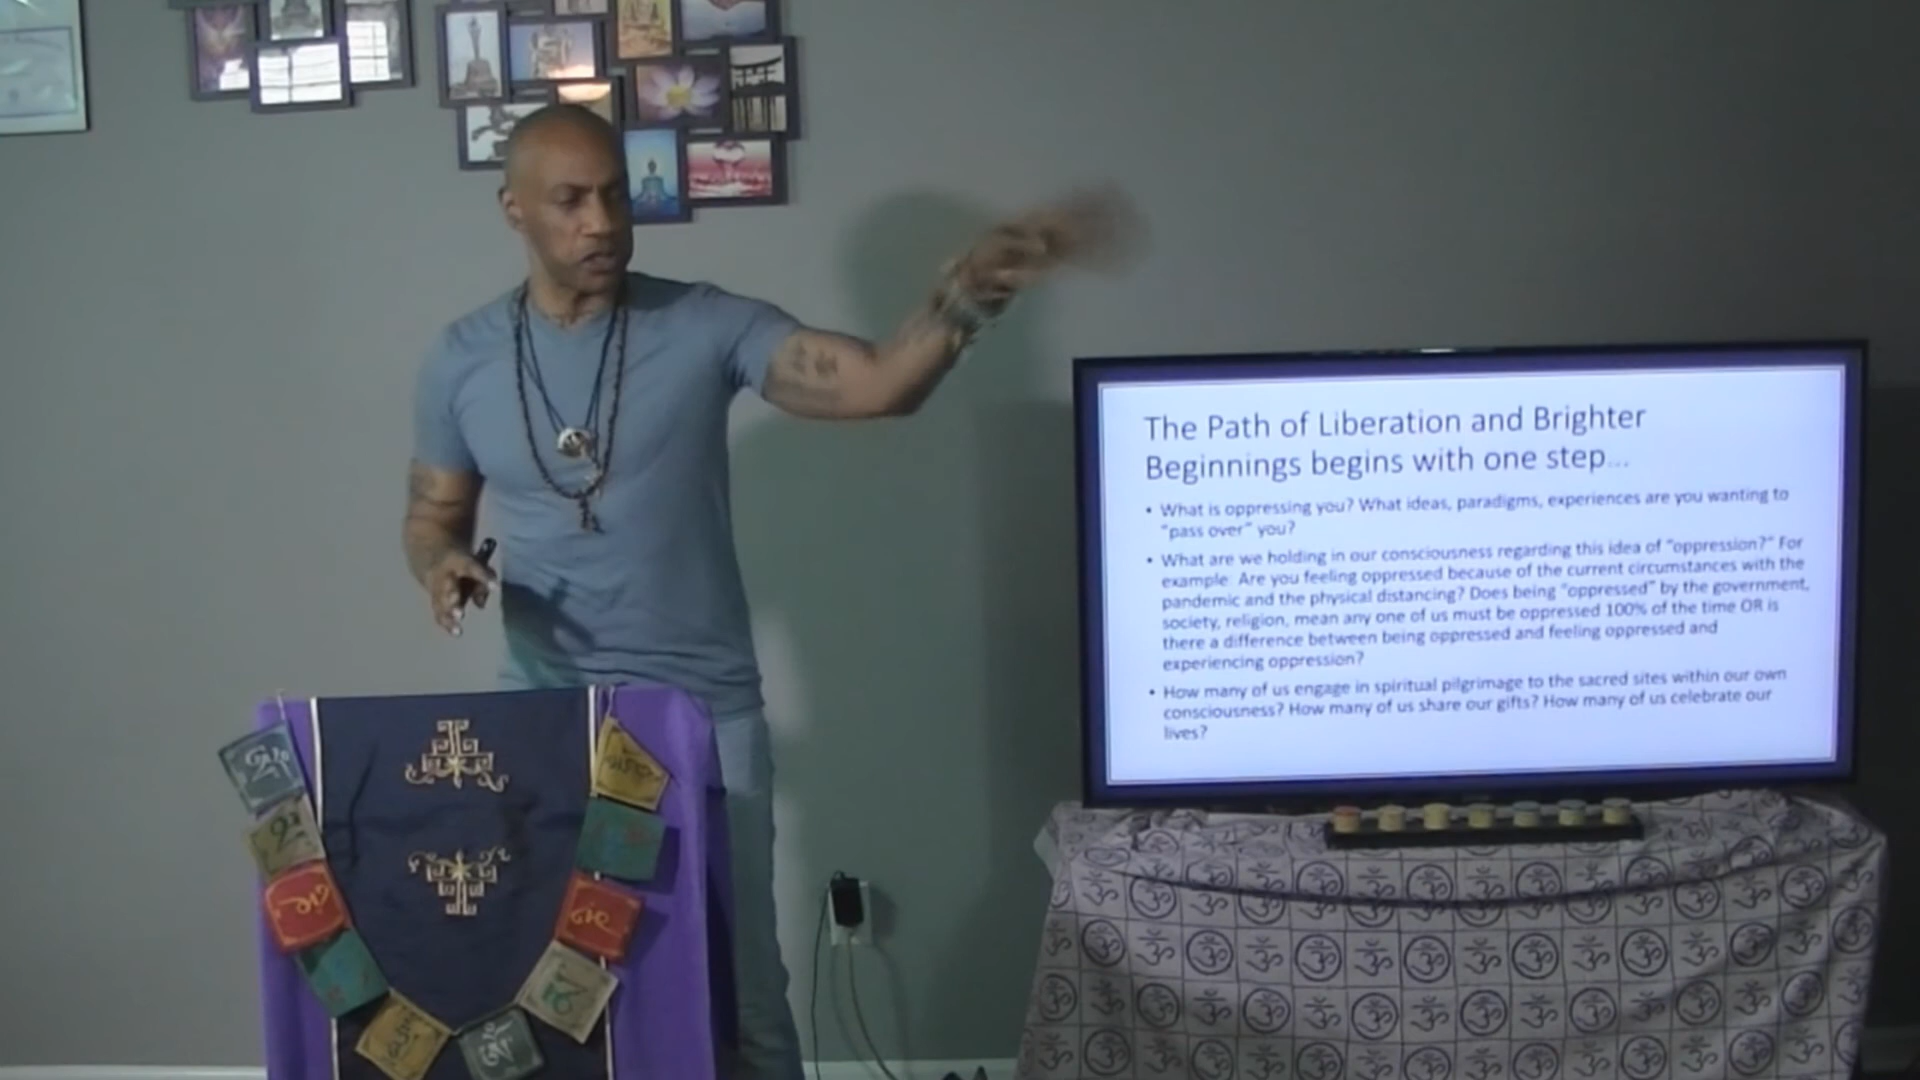 The Path of Liberation and Brighter
Beginnings begins with one step...
• What is oppressing you? What ideas, paradigms, experiences are you wanting to
"pass over" you?
• What are we holding in our consciousness regarding this idea of "oppression?" For
example Are you feeling oppressed because of the current circumstances with the
pandemic and the physical distancing? Does being "oppressed" by the government,
society, religion, mean any one of us must be oppressed 100% of the time OR is
there a difference between being oppressed and feeling oppressed and
experiencing oppression?
• How many of us engage in spiritual pilgrimage to the sacred sites within our own
consciousness? How many of us share our gifts? How many of us celebrate our
lives?